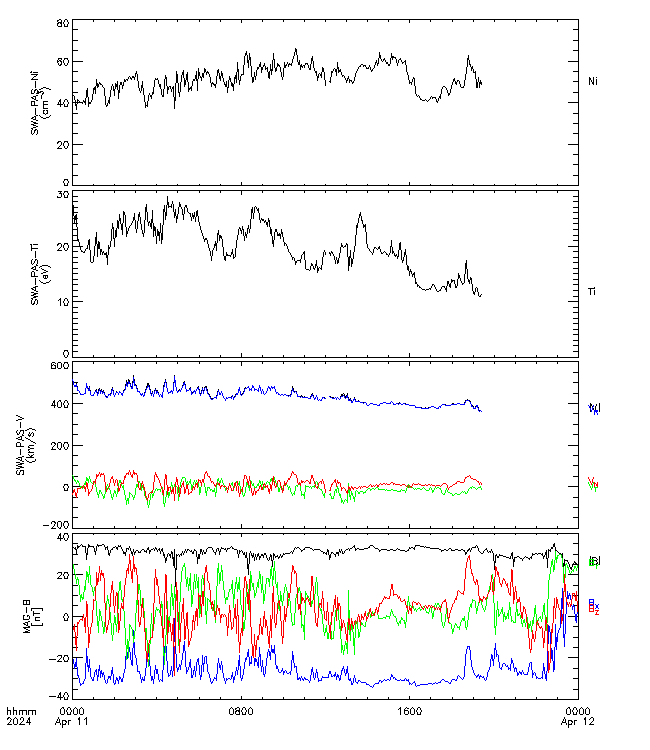 80
60
40
20
0
SWA-PAS-Ni
(cm⁻³)
Ni
30
20
10
0
SWA-PAS-Ti
(eV)
Ti
600
400
200
0
-200
SWA-PAS-V
(km/s)
40
20
0
-20
-40
MAG-B
[nT]
|B|
Bx
Bz
hhmm
2024
0000
0800
1600
0000
Apr 11
Apr 12